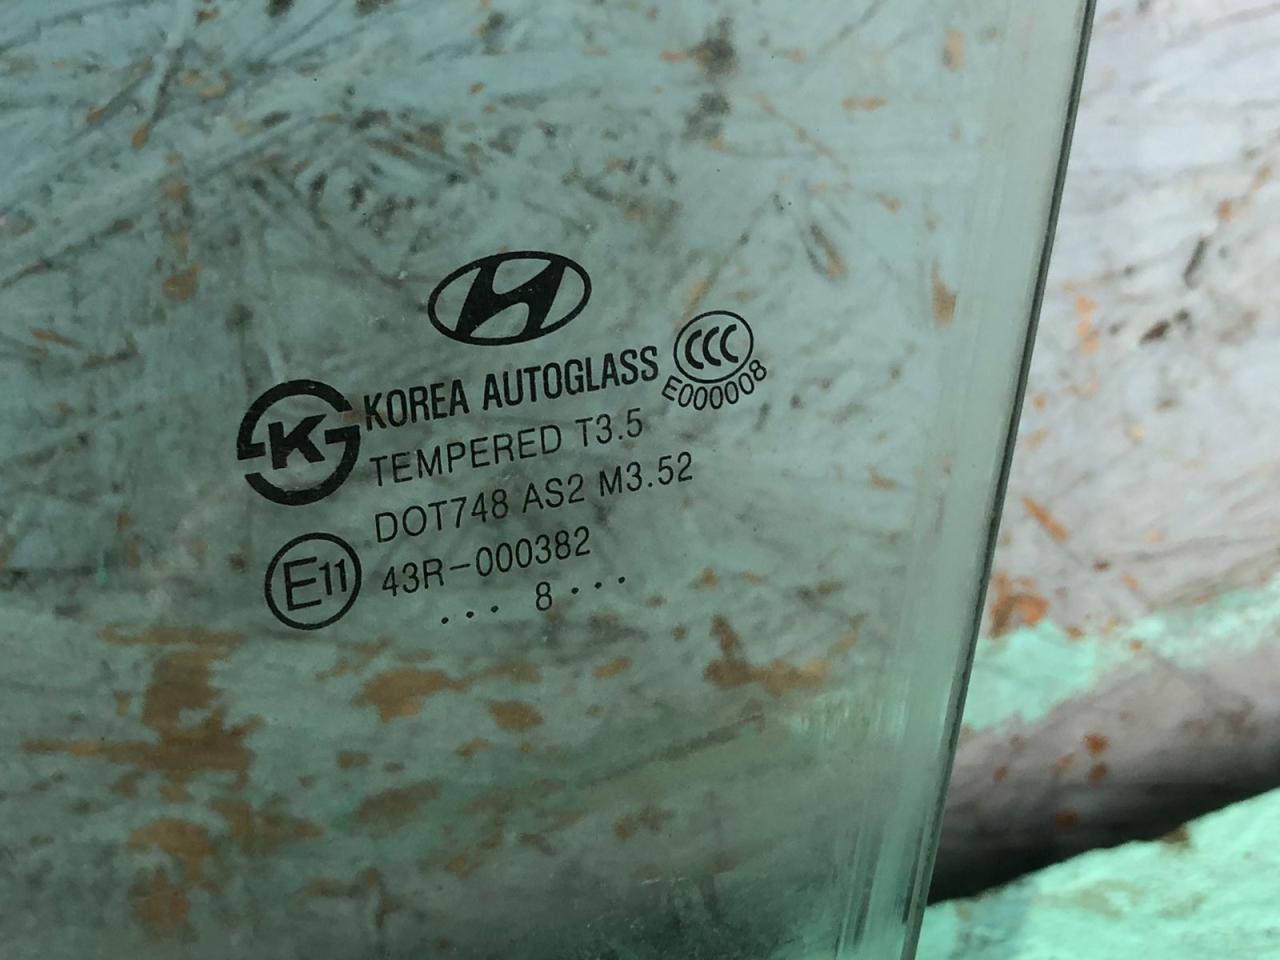 KOREA AUTOGLASS
CCC
E000008
K
TEMPERED T3.5
DOT748 AS2 M3.52
E11
43R-000382
... 8 ...